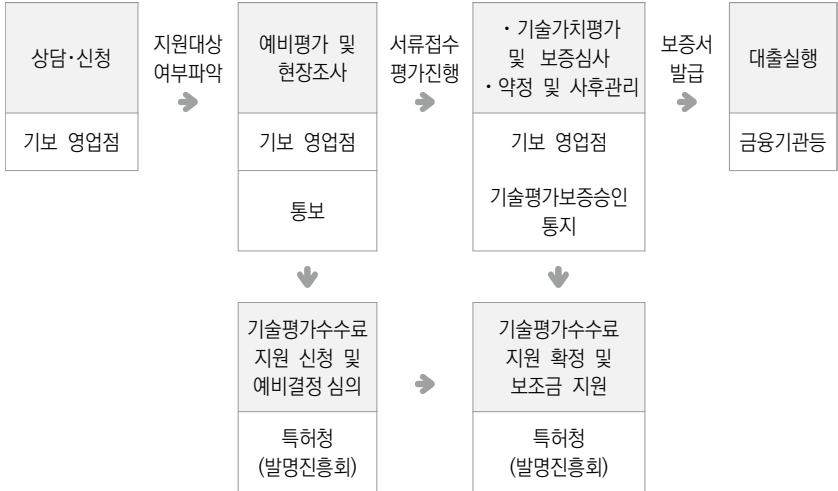 상담·신청
기보 영업점
지원대상
여부파악
예비평가 및
현장조사
기보 영업점
통보
서류접수
평가진행
·기술가치평가
및 보증심사
·약정 및 사후관리
기보 영업점
기술평가보증승인
통지
보증서
발급
대출실행
금융기관등
기술평가수수료
지원 신청 및
예비결정 심의
특허청
(발명진흥회)
기술평가수수료
지원 확정 및
보조금 지원
특허청
(발명진흥회)